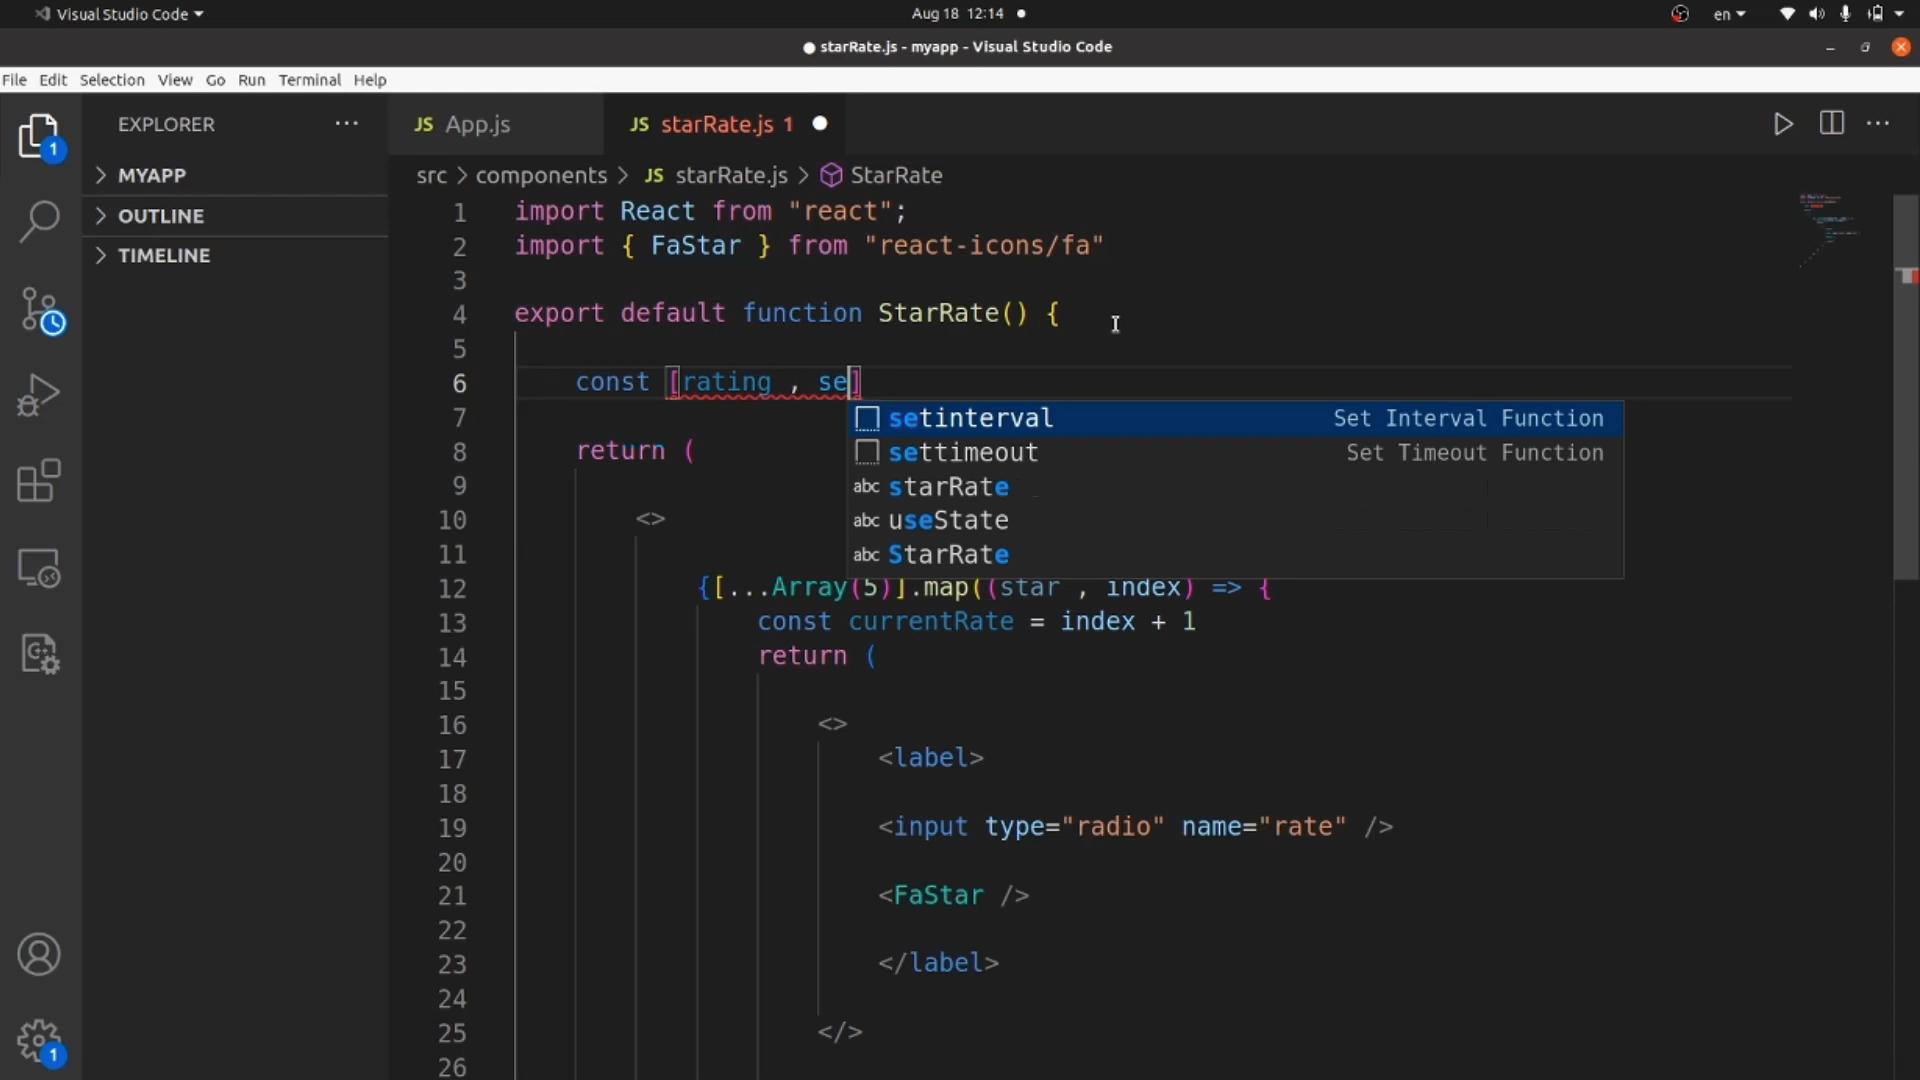 Visual Studio Code
Aug 18 12:14
en
starRate.js - myapp - Visual Studio Code
File Edit Selection View Go Run Terminal Help
1
EXPLORER
MYAPP
OUTLINE
TIMELINE
1
JS App.js
JS starRate.js 1
src > components > JS starRate.js > StarRate
1 import React from "react";
2 import { FaStar } from "react-icons/fa"
3
4 export default function StarRate() {
5
6 const [rating , se]
7
8 return (
9
10 <>
11
12 {[...Array(5)].map((star , index) => {
13 const currentRate = index + 1
14 return (
15
16 <>
17 <label>
18
19 <input type="radio" name="rate" />
20
21 <FaStar />
22
23 </label>
24
25 </>
26
setinterval Set Interval Function
settimeout Set Timeout Function
abc starRate
abc useState
abc StarRate